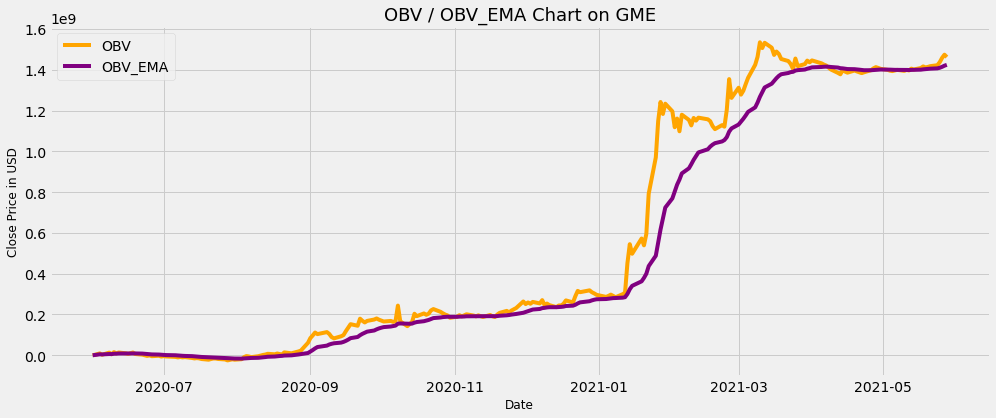 OBV / OBV_EMA Chart on GME
1e9
OBV
OBV_EMA
1.6
1.4
1.2
1.0
0.8
0.6
0.4
0.2
0.0
Close Price in USD
2020-07
2020-09
2020-11
2021-01
2021-03
2021-05
Date